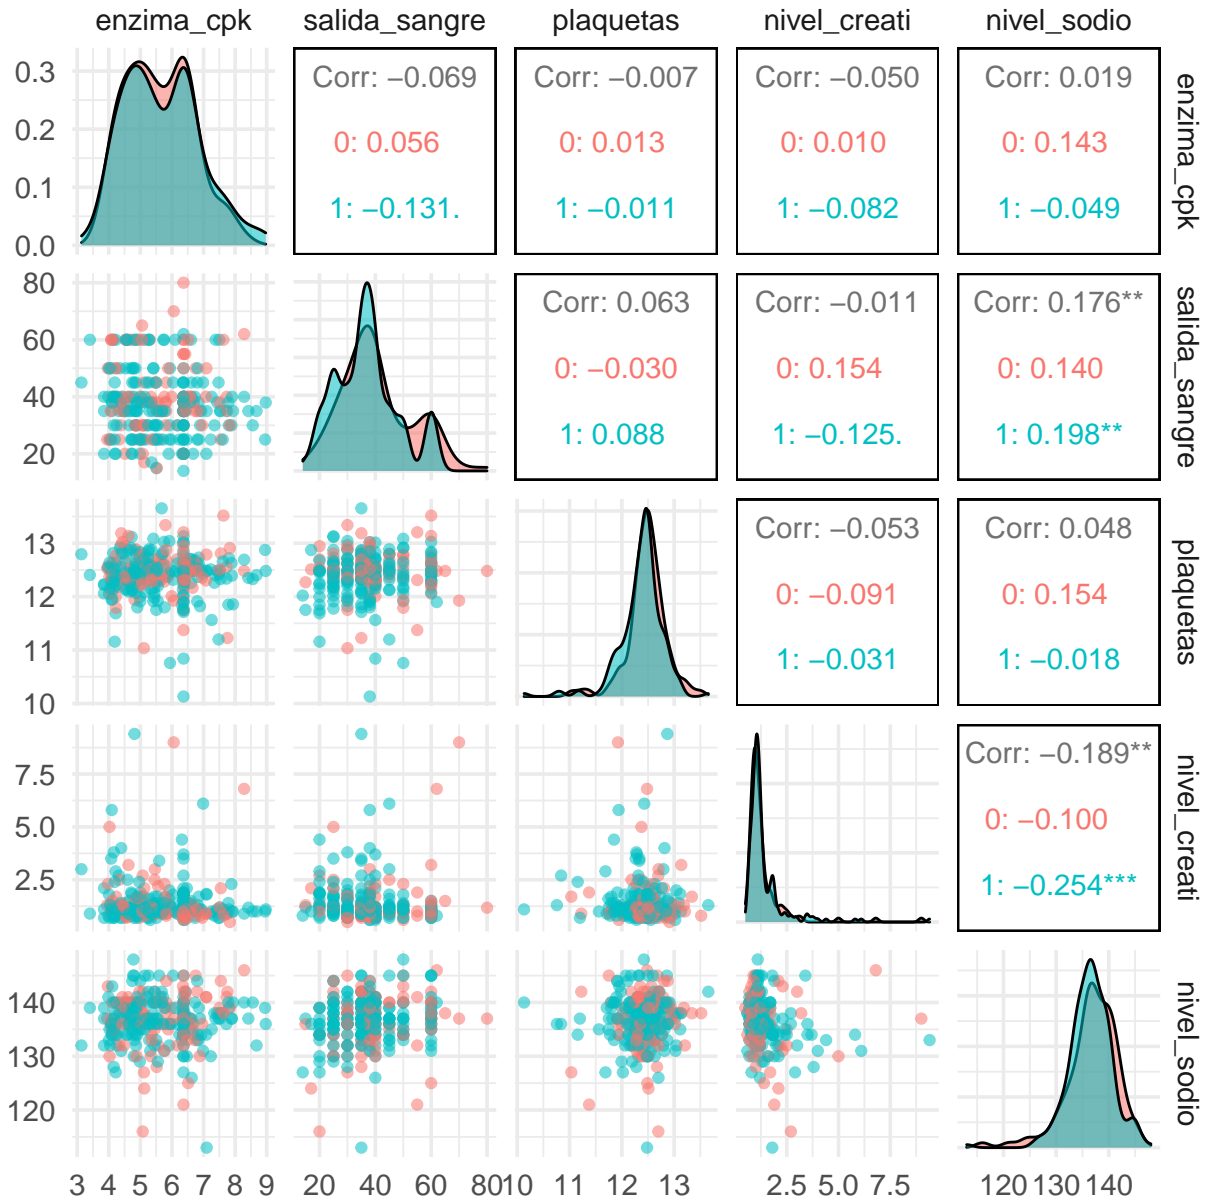 enzima_cpk salida_sangre plaquetas nivel_creati nivel_sodio
0.3
0.2
0.1
0.0
Corr: −0.069
0: 0.056
1: −0.131.
Corr: −0.007
0: 0.013
1: −0.011
Corr: −0.050
0: 0.010
1: −0.082
Corr: 0.019
0: 0.143
1: −0.049
enzima_cpk
80
60
40
20
Corr: 0.063
0: −0.030
1: 0.088
Corr: −0.011
0: 0.154
1: −0.125.
Corr: 0.176**
0: 0.140
1: 0.198**
salida_sangre
13
12
11
10
Corr: −0.053
0: −0.091
1: −0.031
Corr: 0.048
0: 0.154
1: −0.018
plaquetas
7.5
5.0
2.5
Corr: −0.189**
0: −0.100
1: −0.254***
nivel_creati
140
130
120
nivel_sodio
3 4 5 6 7 8 9 20 40 60 80 10 11 12 13 2.5 5.0 7.5 120 130 140